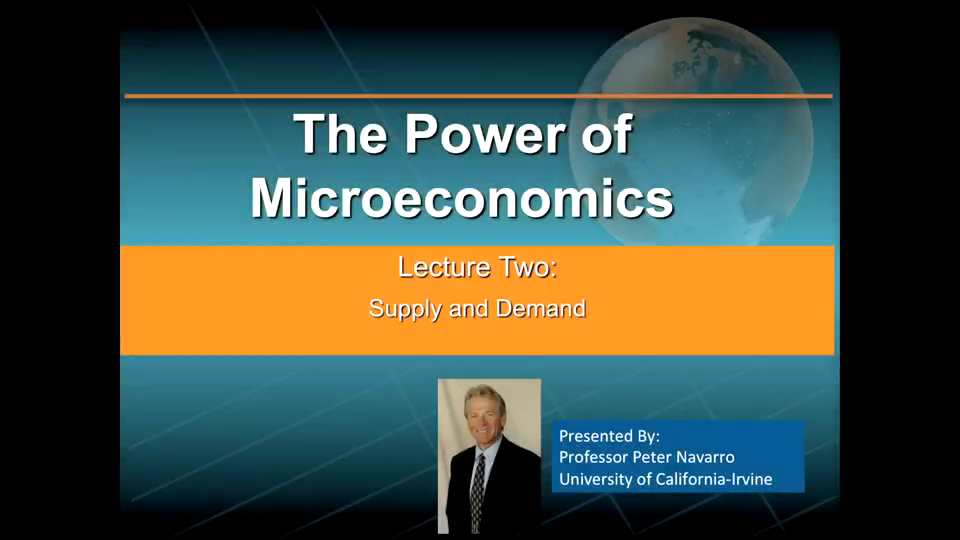 The Power of
Microeconomics
Lecture Two:
Supply and Demand
Presented By:
Professor Peter Navarro
University of California-Irvine